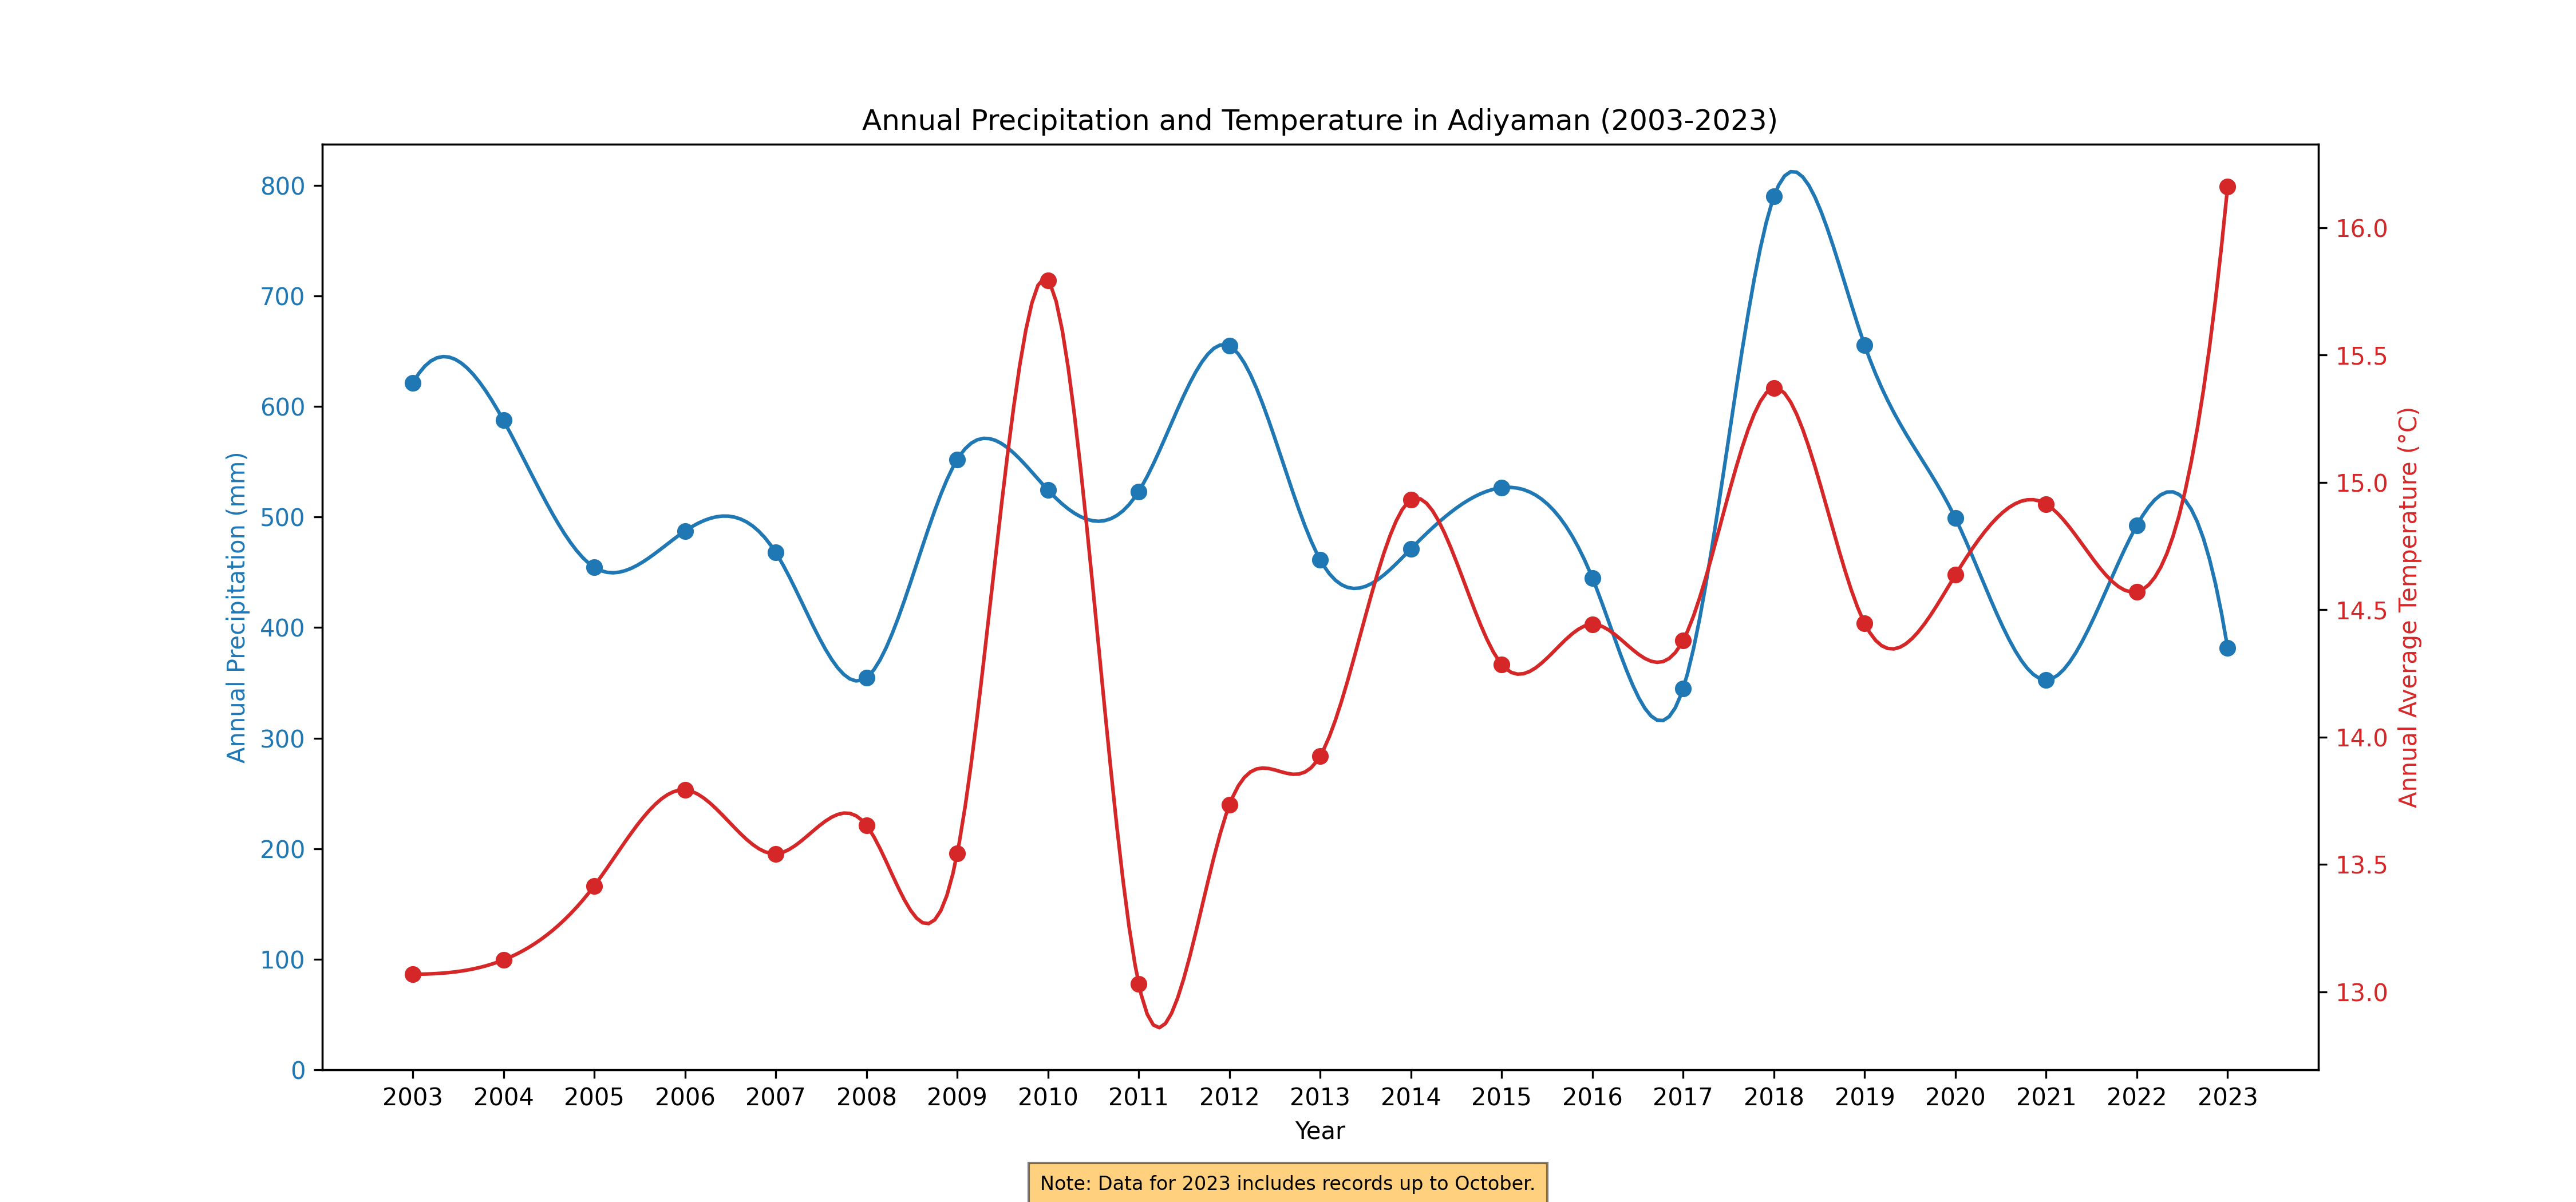 Annual Precipitation and Temperature in Adiyaman (2003-2023)
Annual Precipitation (mm)
800
700
600
500
400
300
200
100
0
16.0
15.5
15.0
14.5
14.0
13.5
13.0
Annual Average Temperature (°C)
2003 2004 2005 2006 2007 2008 2009 2010 2011 2012 2013 2014 2015 2016 2017 2018 2019 2020 2021 2022 2023
Year
Note: Data for 2023 includes records up to October.